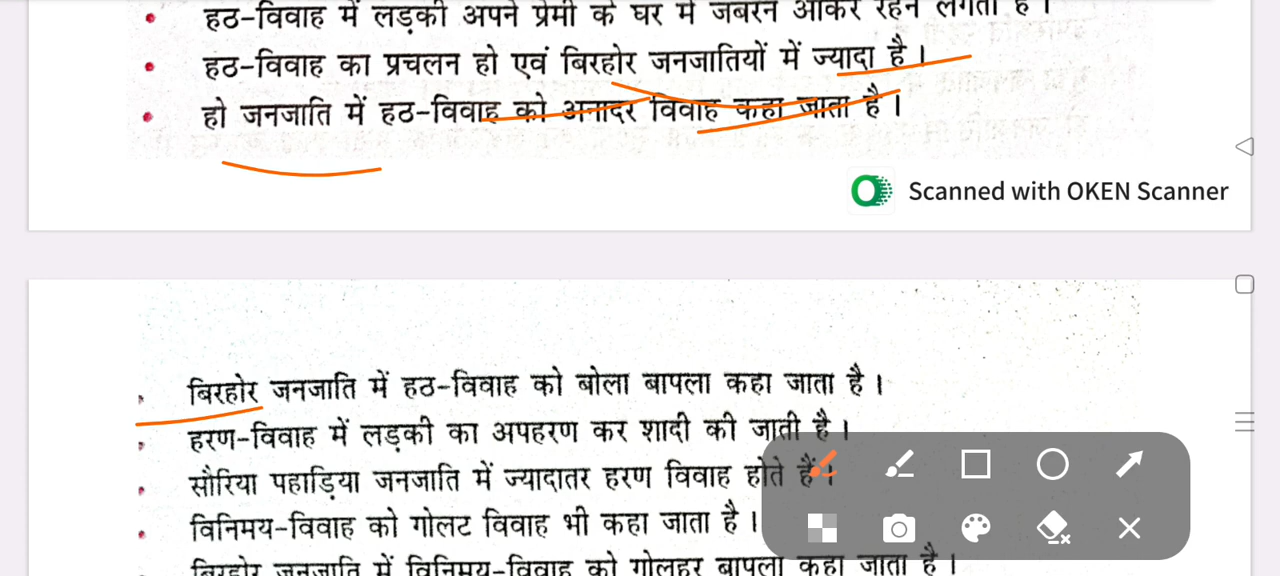 हठ-विवाह में लड़की अपने प्रेमी के घर में जबरन आकर रहने लगती है ।
हठ-विवाह का प्रचलन हो एवं बिरहोर जनजातियों में ज्यादा है ।
हो जनजाति में हठ-विवाह को अनादर विवाह कहा जाता है ।
Scanned with OKEN Scanner
बिरहोर जनजाति में हठ-विवाह को बोला बापला कहा जाता है ।
हरण-विवाह में लड़की का अपहरण कर शादी की जाती है ।
सौरिया पहाड़िया जनजाति में ज्यादातर हरण विवाह होते हैं ।
विनिमय-विवाह को गोलट विवाह भी कहा जाता है ।
बिरहोर जनजाति में विनिमय-विवाह को गोलहर बापला कहा जाता है ।